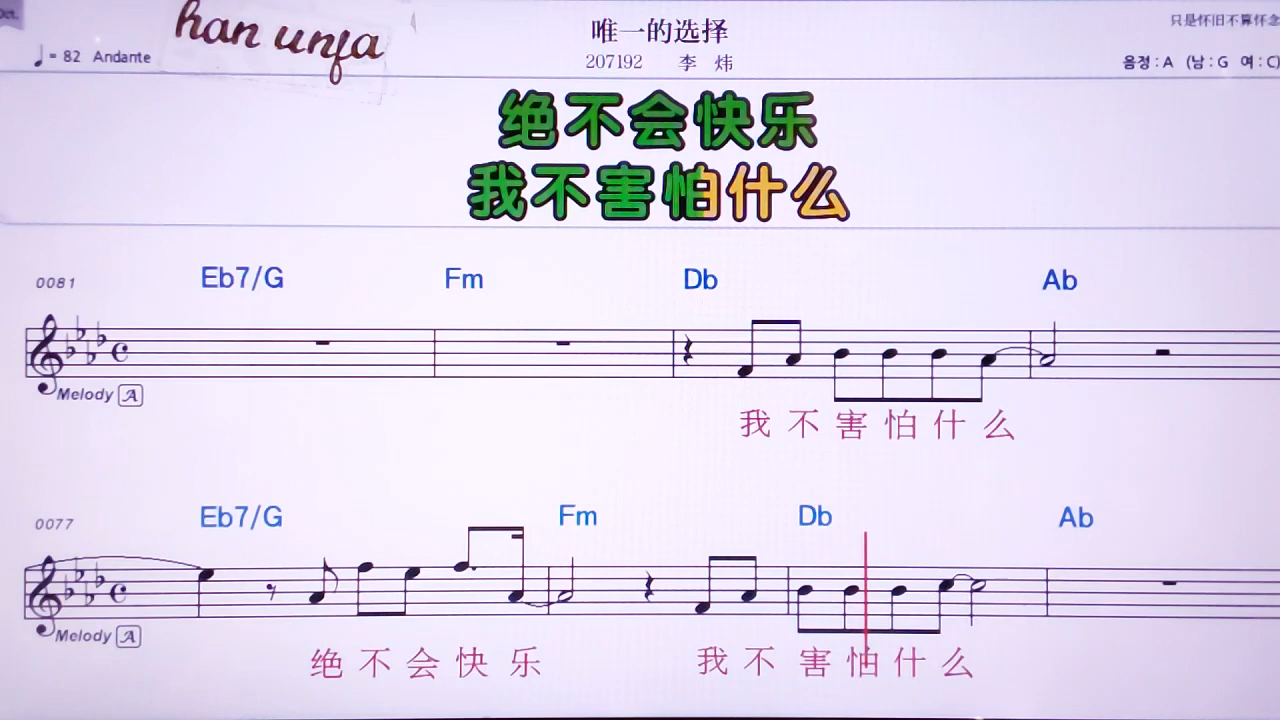 Oct.
han unja
唯一的选择
只是怀旧不算怀念
♩= 82 Andante
207192 李 炜
음정 : A (남 : G 여 : C)
绝不会快乐
我不害怕什么
0081
Eb7/G Fm Db Ab
Melody A
我 不 害 怕 什 么
0077
Eb7/G Fm Db Ab
Melody A
绝 不 会 快 乐 我 不 害 怕 什 么